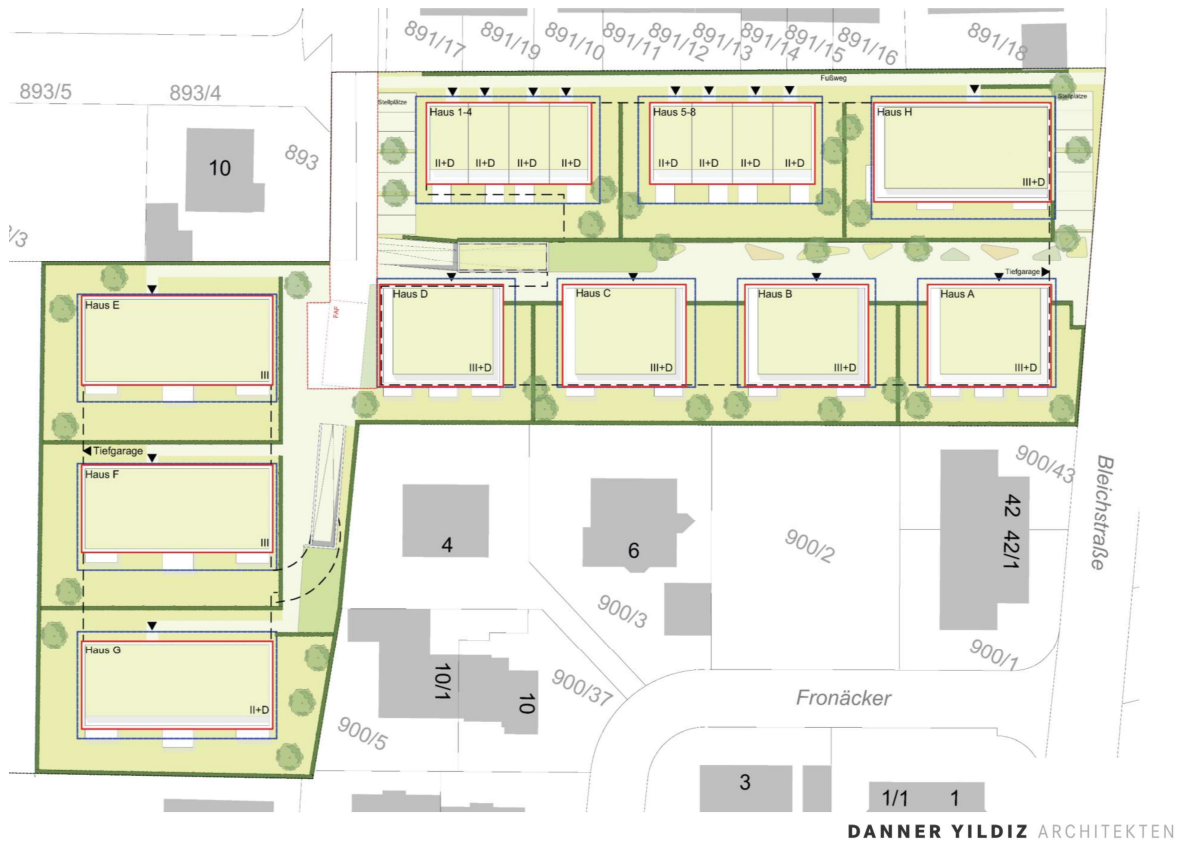 891/17
891/19
891/10
891/11
891/12
891/13
891/14
891/15
891/16
891/18
893/5
893/4
893
10
Fußweg
Stellplätze
Haus 1-4
II+D
II+D
II+D
II+D
Haus 5-8
II+D
II+D
II+D
II+D
Haus H
III+D
Stellplätze
/3
Haus E
III
Haus D
III+D
Haus C
III+D
Haus B
III+D
Tiefgarage
Haus A
III+D
Tiefgarage
Haus F
III
Haus G
II+D
4
6
900/2
900/43
42
42/1
Bleichstraße
900/3
900/1
10/1
10
900/37
900/5
Fronäcker
3
1/1
1
DANNER YILDIZ ARCHITEKTEN